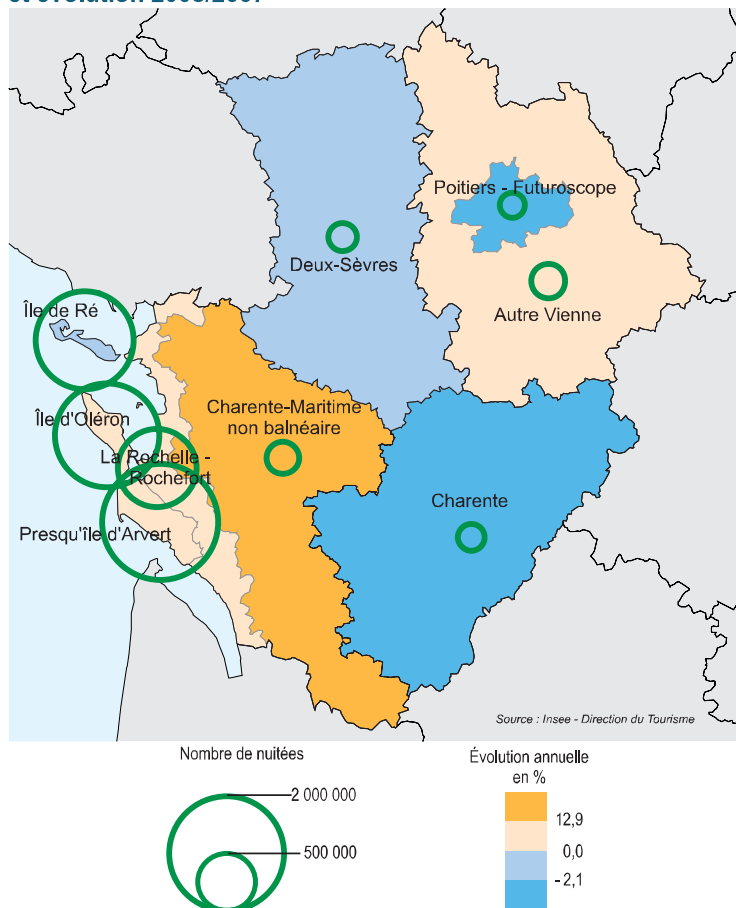 Poitiers - Futuroscope
Deux-Sèvres
Autre Vienne
Île de Ré
Île d'Oléron
Charente-Maritime
non balnéaire
La Rochelle -
Rochefort
Charente
Presqu'île d'Arvert
Source : Insee - Direction du Tourisme
Nombre de nuitées
2 000 000
500 000
Évolution annuelle
en %
12,9
0,0
-2,1